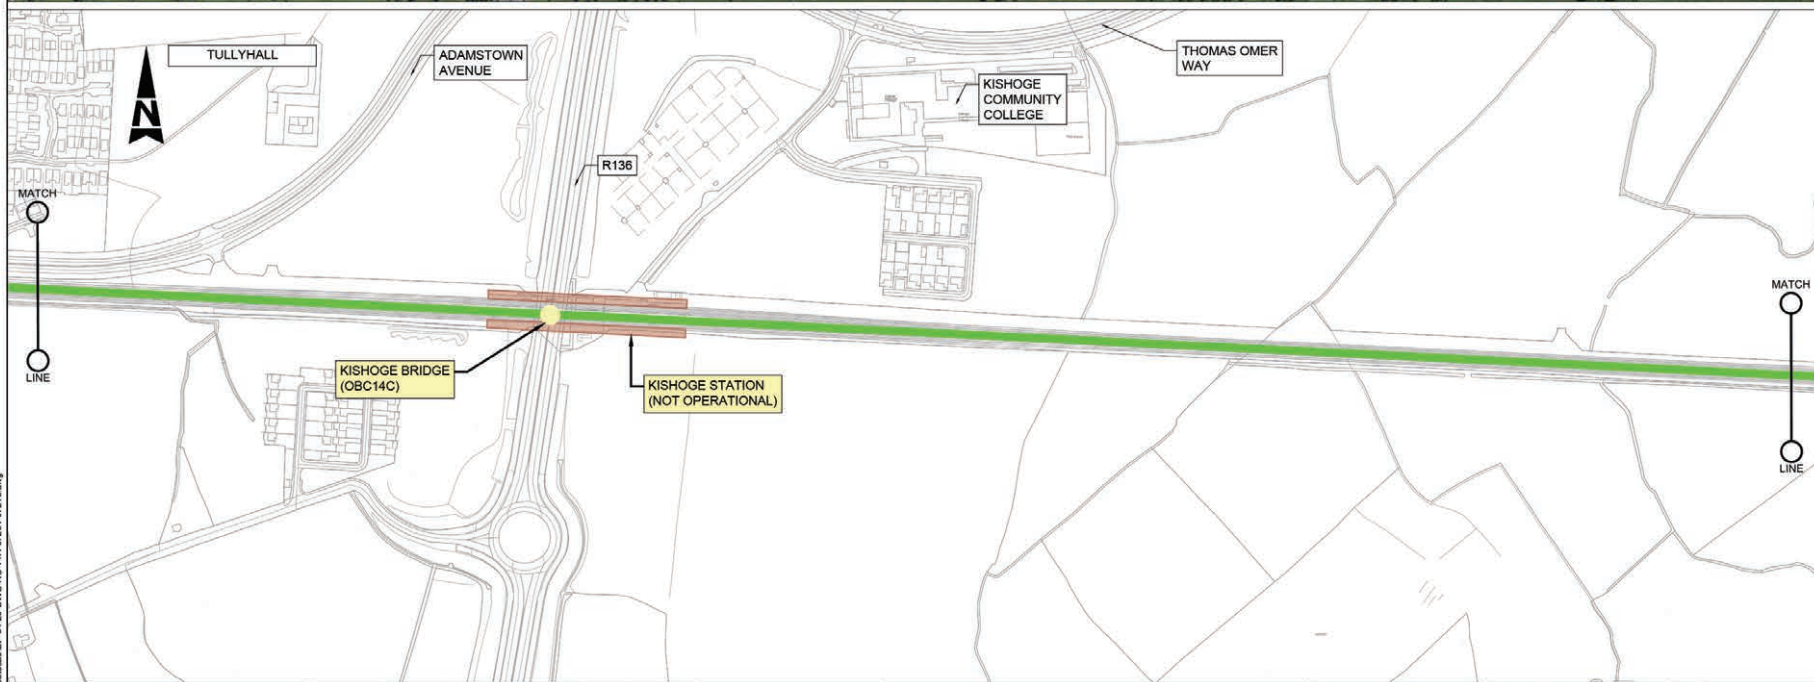 TULLYHALL
ADAMSTOWN
AVENUE
THOMAS OMER
WAY
KISHOGE
COMMUNITY
COLLEGE
N
R136
MATCH
LINE
MATCH
LINE
KISHOGE BRIDGE
(OBC14C)
KISHOGE STATION
(NOT OPERATIONAL)